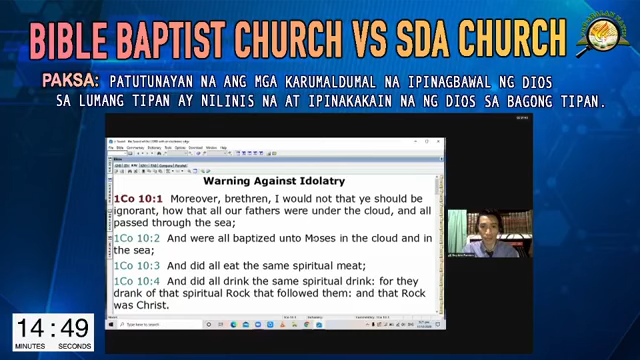 BIBLE BAPTIST CHURCH VS SDA CHURCH
PAKSA: PATUTUNAYAN NA ANG MGA KARUMALDUMAL NA IPINAGBAWAL NG DIOS
SA LUMANG TIPAN AY NILINIS NA AT IPINAKAKAIN NA NG DIOS SA BAGONG TIPAN.
Warning Against Idolatry
1Co 10:1 Moreover, brethren, I would not that ye should be
ignorant, how that all our fathers were under the cloud, and all
passed through the sea;
1Co 10:2 And were all baptized unto Moses in the cloud and in
the sea;
1Co 10:3 And did all eat the same spiritual meat;
1Co 10:4 And did all drink the same spiritual drink: for they
drank of that spiritual Rock that followed them: and that Rock
was Christ.
Type here to search
14:49
MINUTES SECONDS